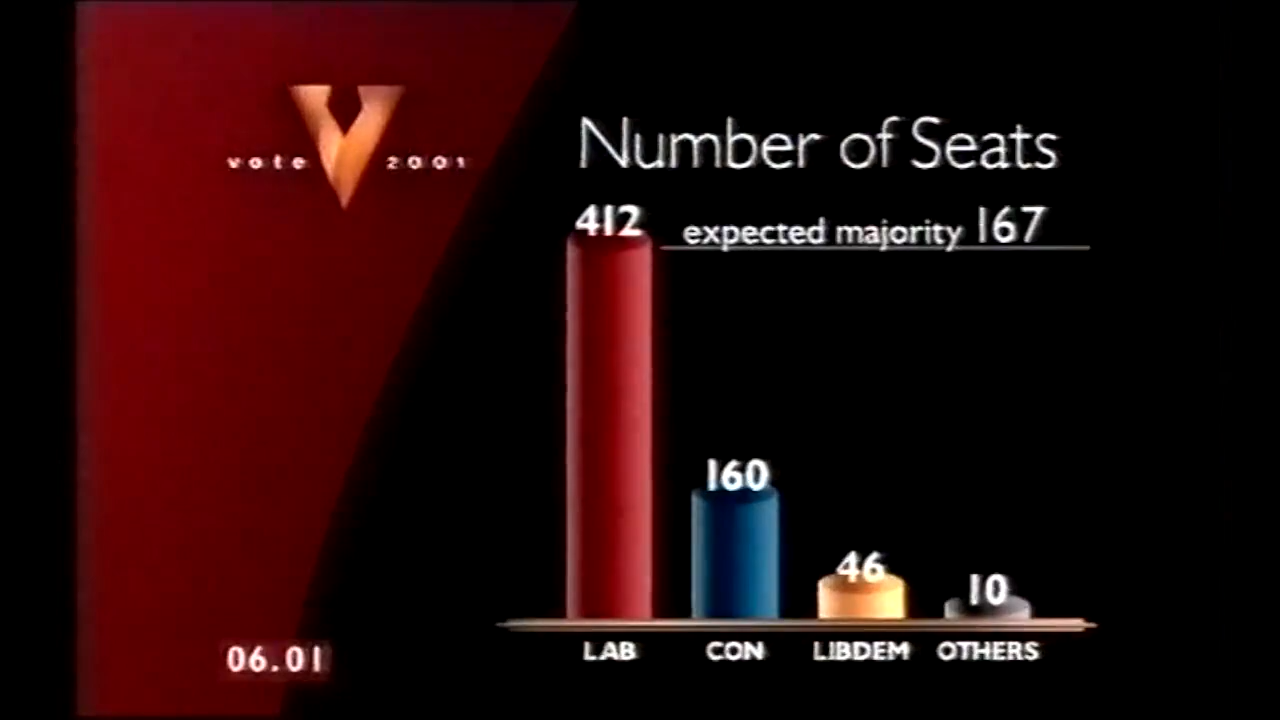 vote V 2001
Number of Seats
412
expected majority 167
160
46
10
LAB CON LIBDEM OTHERS
06.01